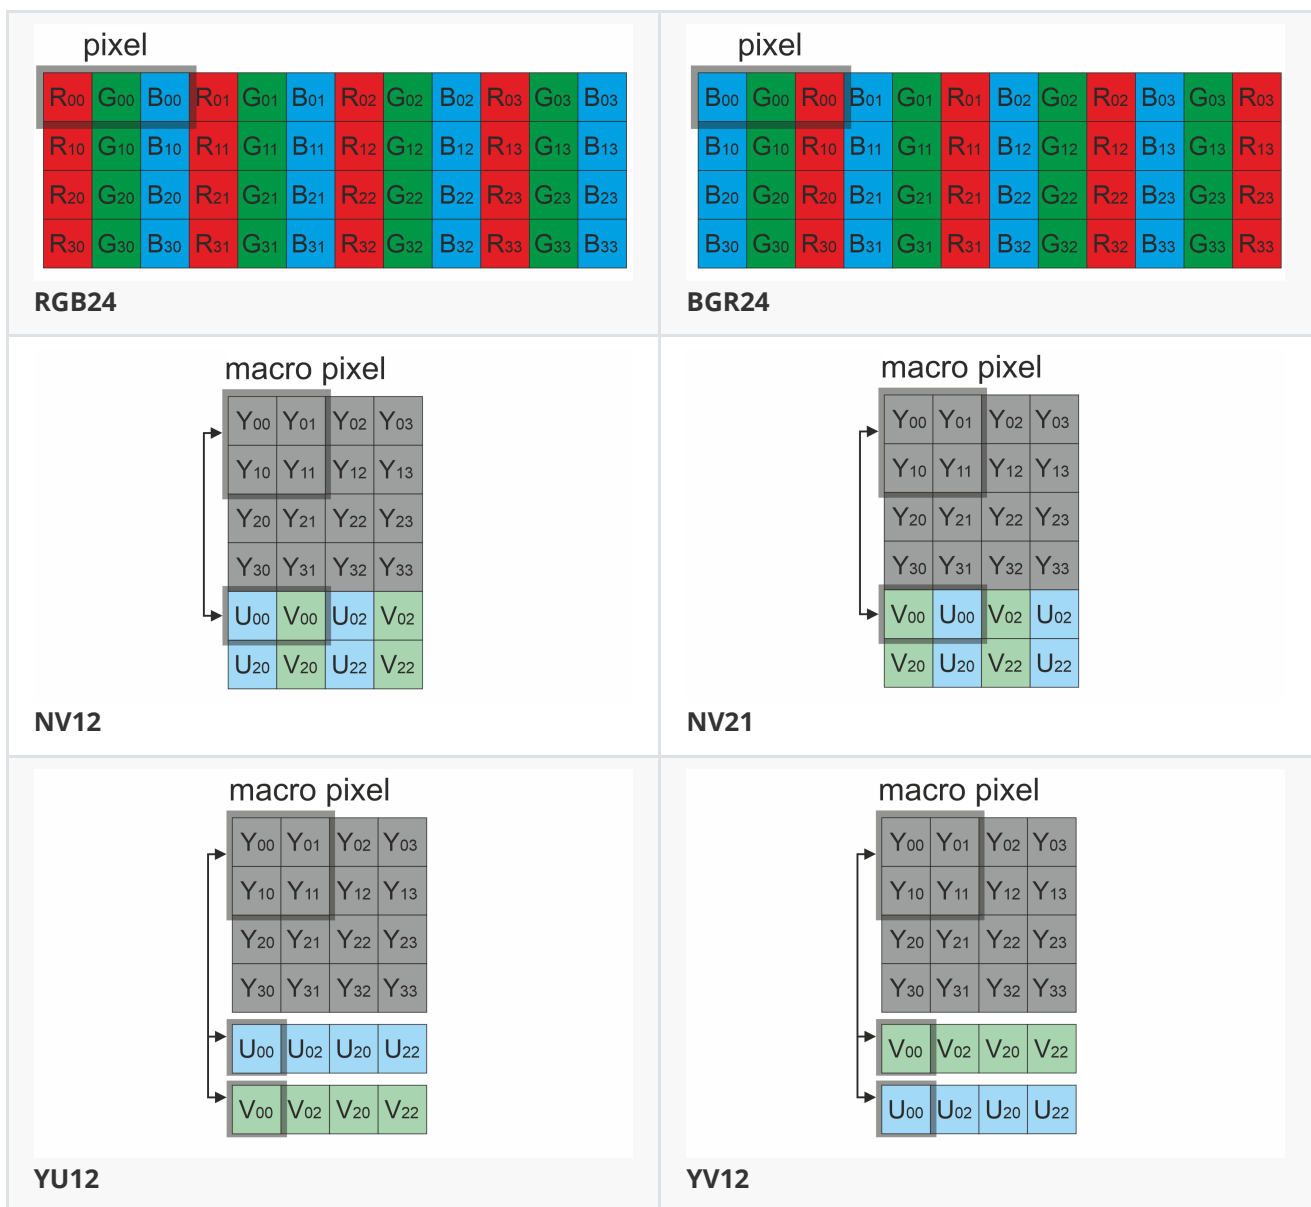 pixel
R00 G00 B00 R01 G01 B01 R02 G02 B02 R03 G03 B03
R10 G10 B10 R11 G11 B11 R12 G12 B12 R13 G13 B13
R20 G20 B20 R21 G21 B21 R22 G22 B22 R23 G23 B23
R30 G30 B30 R31 G31 B31 R32 G32 B32 R33 G33 B33
RGB24
pixel
B00 G00 R00 B01 G01 R01 B02 G02 R02 B03 G03 R03
B10 G10 R10 B11 G11 R11 B12 G12 R12 B13 G13 R13
B20 G20 R20 B21 G21 R21 B22 G22 R22 B23 G23 R23
B30 G30 R30 B31 G31 R31 B32 G32 R32 B33 G33 R33
BGR24
macro pixel
Y00 Y01 Y02 Y03
Y10 Y11 Y12 Y13
Y20 Y21 Y22 Y23
Y30 Y31 Y32 Y33
U00 V00 U02 V02
U20 V20 U22 V22
NV12
macro pixel
Y00 Y01 Y02 Y03
Y10 Y11 Y12 Y13
Y20 Y21 Y22 Y23
Y30 Y31 Y32 Y33
V00 U00 V02 U02
V20 U20 V22 U22
NV21
macro pixel
Y00 Y01 Y02 Y03
Y10 Y11 Y12 Y13
Y20 Y21 Y22 Y23
Y30 Y31 Y32 Y33
U00 U02 U20 U22
V00 V02 V20 V22
YU12
macro pixel
Y00 Y01 Y02 Y03
Y10 Y11 Y12 Y13
Y20 Y21 Y22 Y23
Y30 Y31 Y32 Y33
V00 V02 V20 V22
U00 U02 U20 U22
YV12